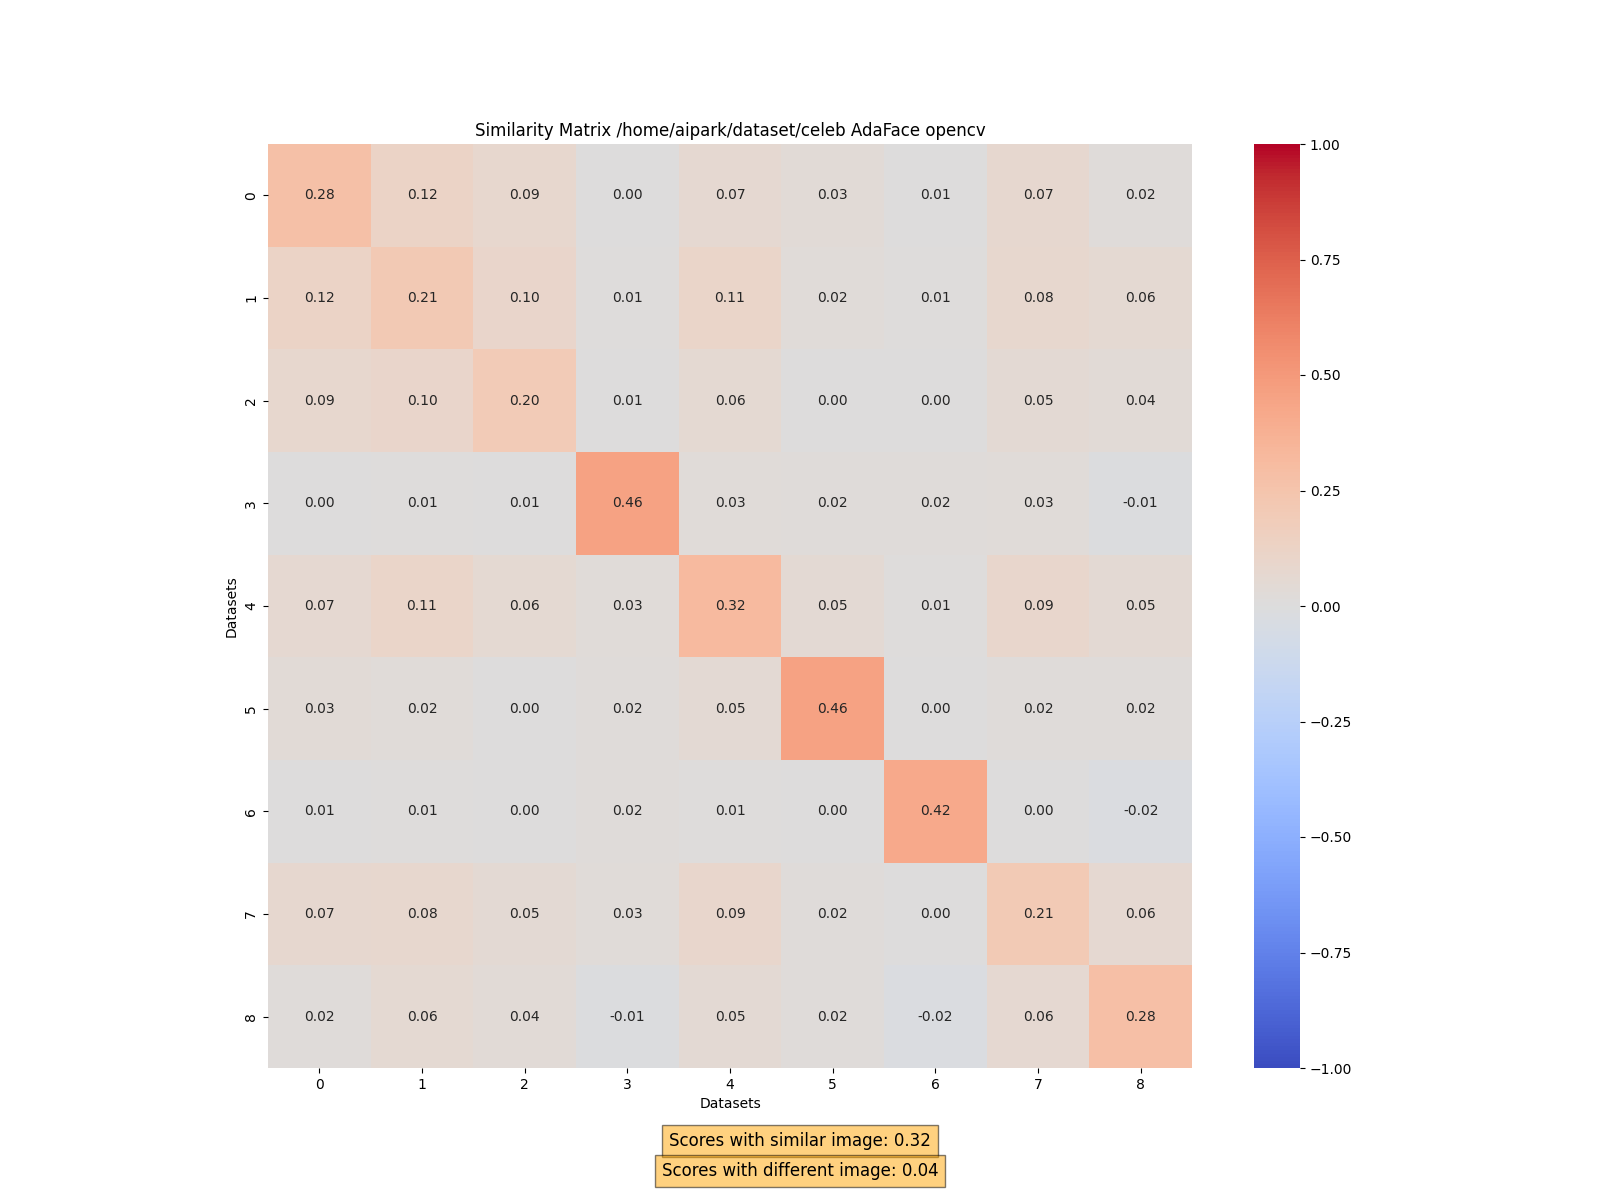 Similarity Matrix /home/aipark/dataset/celeb AdaFace opencv
0 0.28 0.12 0.09 0.00 0.07 0.03 0.01 0.07 0.02
1 0.12 0.21 0.10 0.01 0.11 0.02 0.01 0.08 0.06
2 0.09 0.10 0.20 0.01 0.06 0.00 0.00 0.05 0.04
3 0.00 0.01 0.01 0.46 0.03 0.02 0.02 0.03 -0.01
4 0.07 0.11 0.06 0.03 0.32 0.05 0.01 0.09 0.05
5 0.03 0.02 0.00 0.02 0.05 0.46 0.00 0.02 0.02
6 0.01 0.01 0.00 0.02 0.01 0.00 0.42 0.00 -0.02
7 0.07 0.08 0.05 0.03 0.09 0.02 0.00 0.21 0.06
8 0.02 0.06 0.04 -0.01 0.05 0.02 -0.02 0.06 0.28
0 1 2 3 4 5 6 7 8
Datasets
Datasets
1.00
0.75
0.50
0.25
0.00
−0.25
−0.50
−0.75
−1.00
Scores with similar image: 0.32
Scores with different image: 0.04